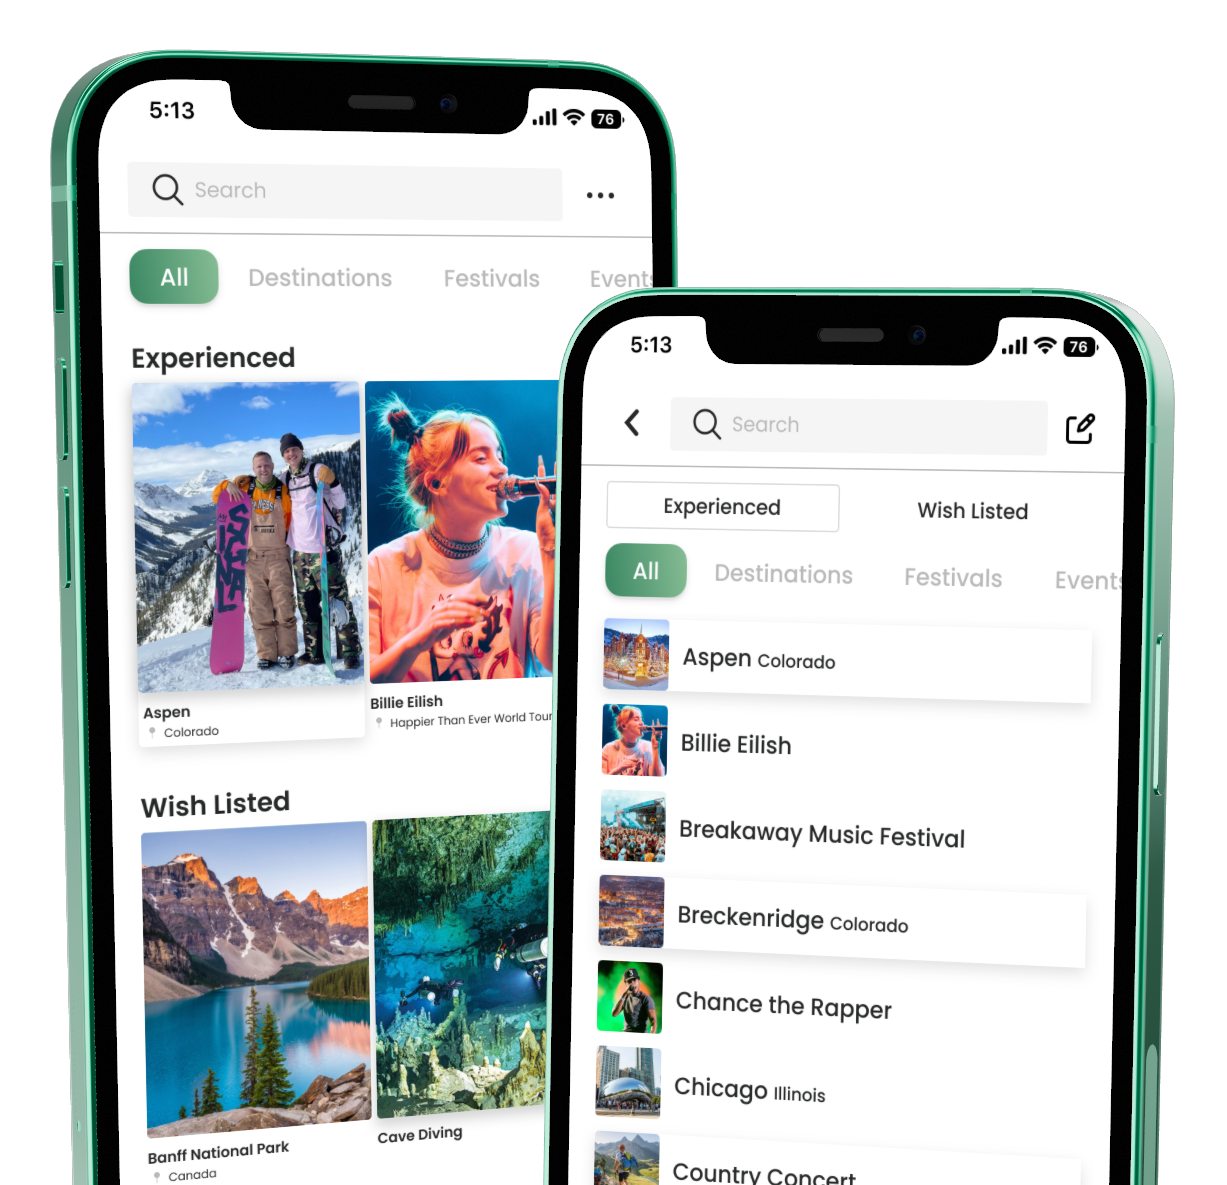 5:13
76
Search
All Destinations Festivals Events
Experienced
Aspen
Colorado
Billie Eilish
Happier Than Ever World Tour
Wish Listed
Banff National Park
Canada
Cave Diving
5:13
76
Search
Experienced Wish Listed
All Destinations Festivals Events
Aspen Colorado
Billie Eilish
Breakaway Music Festival
Breckenridge Colorado
Chance the Rapper
Chicago Illinois
Country Concert